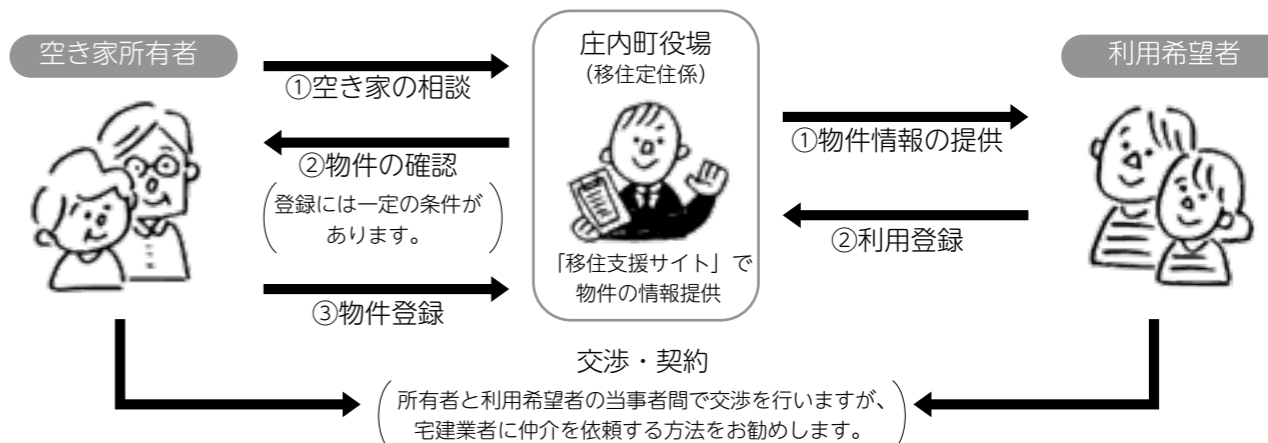 空き家所有者
①空き家の相談
②物件の確認
登録には一定の条件が
あります。
③物件登録
庄内町役場
(移住定住係)
「移住支援サイト」で
物件の情報提供
利用希望者
①物件情報の提供
②利用登録
交渉・契約
所有者と利用希望者の当事者間で交渉を行いますが、
宅建業者に仲介を依頼する方法をお勧めします。